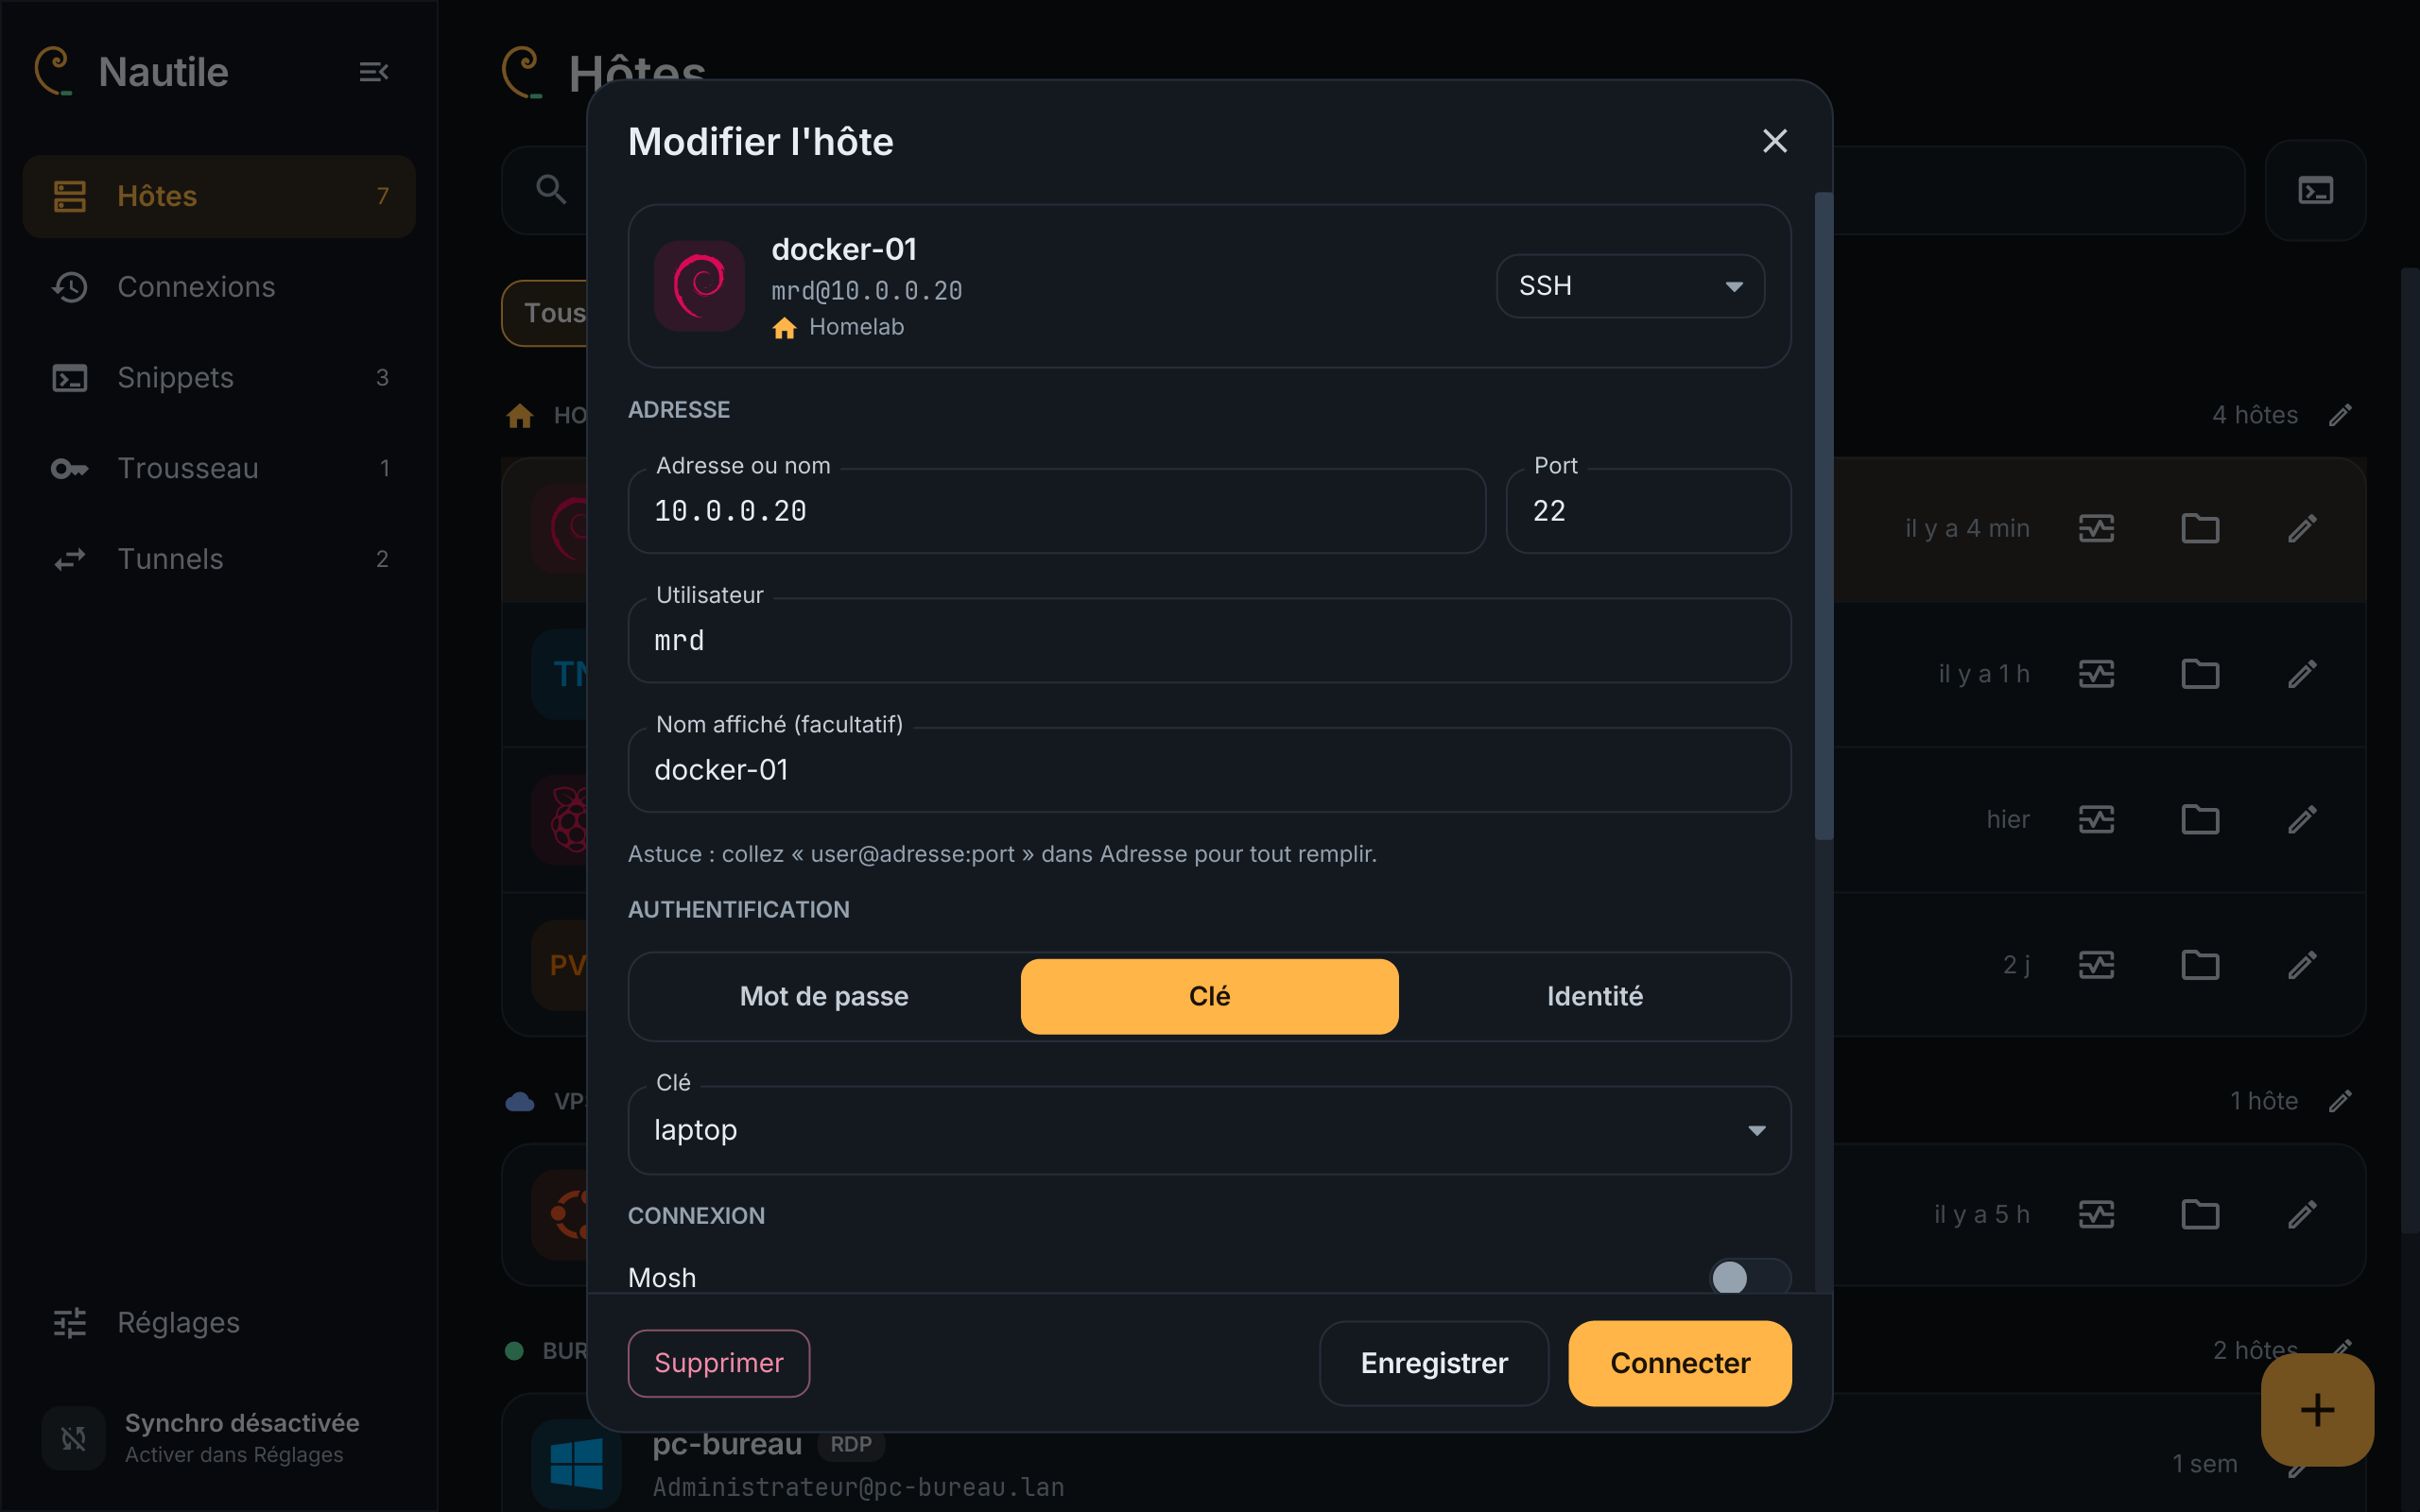 Nautile
Hôtes 7
Connexions
Snippets 3
Trousseau 1
Tunnels 2
Réglages
Synchro désactivée
Activer dans Réglages
Hôtes
Tous
4 hôtes
il y a 4 min
TN
il y a 1 h
hier
PV
2 j
VPS
1 hôte
il y a 5 h
BUR
2 hôtes
pc-bureau RDP
Administrateur@pc-bureau.lan
1 sem
Modifier l'hôte
docker-01
mrd@10.0.0.20
Homelab
SSH
ADRESSE
Adresse ou nom
10.0.0.20
Port
22
Utilisateur
mrd
Nom affiché (facultatif)
docker-01
Astuce : collez « user@adresse:port » dans Adresse pour tout remplir.
AUTHENTIFICATION
Mot de passe Clé Identité
Clé
laptop
CONNEXION
Mosh
Supprimer Enregistrer Connecter